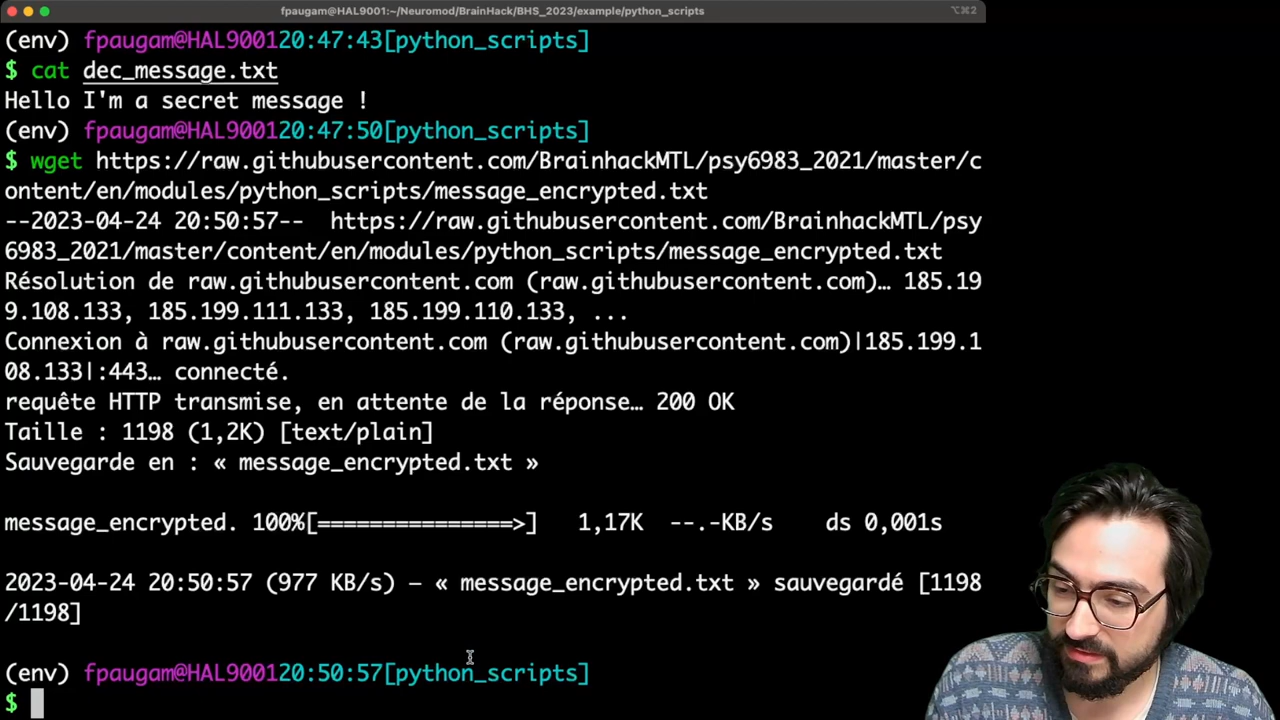 fpaugam@HAL9001:~/Neuromod/BrainHack/BHS_2023/example/python_scripts
⌥⌘2
(env) fpaugam@HAL900120:47:43[python_scripts]
$ cat dec_message.txt
Hello I'm a secret message !
(env) fpaugam@HAL900120:47:50[python_scripts]
$ wget https://raw.githubusercontent.com/BrainhackMTL/psy6983_2021/master/c
ontent/en/modules/python_scripts/message_encrypted.txt
--2023-04-24 20:50:57--  https://raw.githubusercontent.com/BrainhackMTL/psy
6983_2021/master/content/en/modules/python_scripts/message_encrypted.txt
Résolution de raw.githubusercontent.com (raw.githubusercontent.com)… 185.19
9.108.133, 185.199.111.133, 185.199.110.133, ...
Connexion à raw.githubusercontent.com (raw.githubusercontent.com)|185.199.1
08.133|:443… connecté.
requête HTTP transmise, en attente de la réponse… 200 OK
Taille : 1198 (1,2K) [text/plain]
Sauvegarde en : « message_encrypted.txt »
message_encrypted. 100%[===============>]   1,17K  --.-KB/s    ds 0,001s
2023-04-24 20:50:57 (977 KB/s) — « message_encrypted.txt » sauvegardé [1198
/1198]
(env) fpaugam@HAL900120:50:57[python_scripts]
$